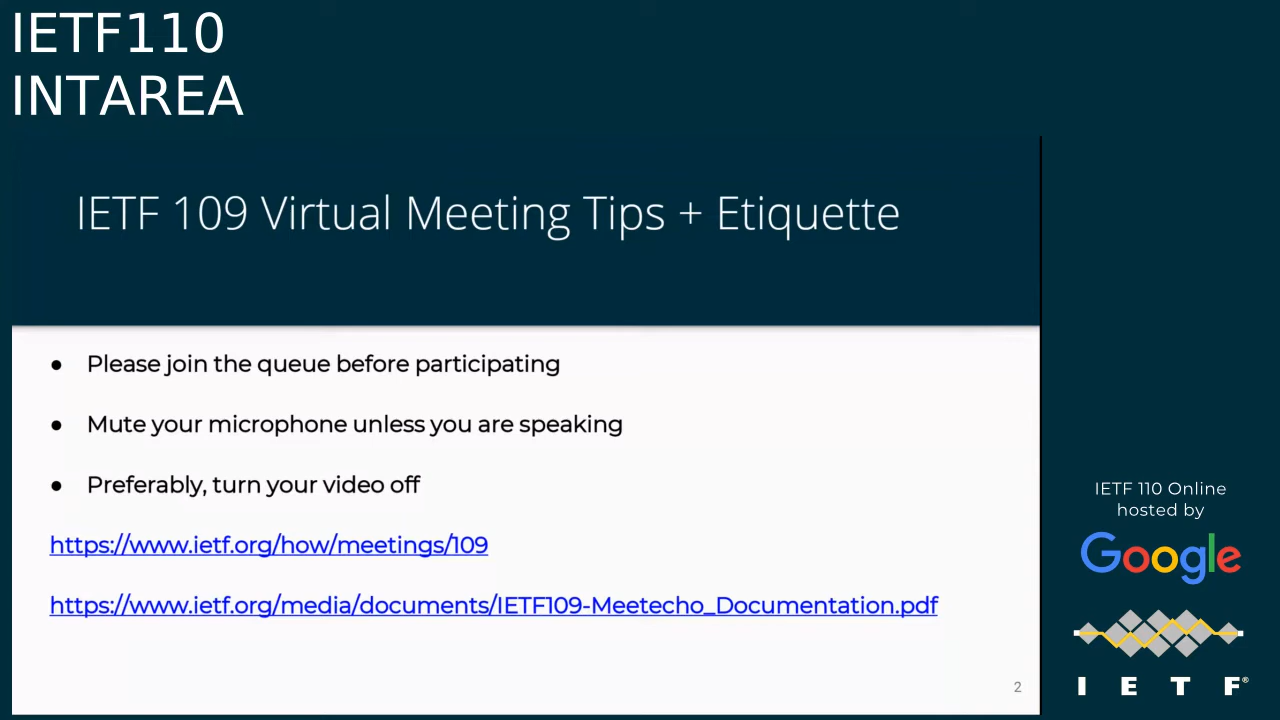 IETF110
INTAREA
IETF 109 Virtual Meeting Tips + Etiquette
● Please join the queue before participating
● Mute your microphone unless you are speaking
● Preferably, turn your video off
https://www.ietf.org/how/meetings/109
https://www.ietf.org/media/documents/IETF109-Meetecho_Documentation.pdf
2
IETF 110 Online
hosted by
Google
I E T F®